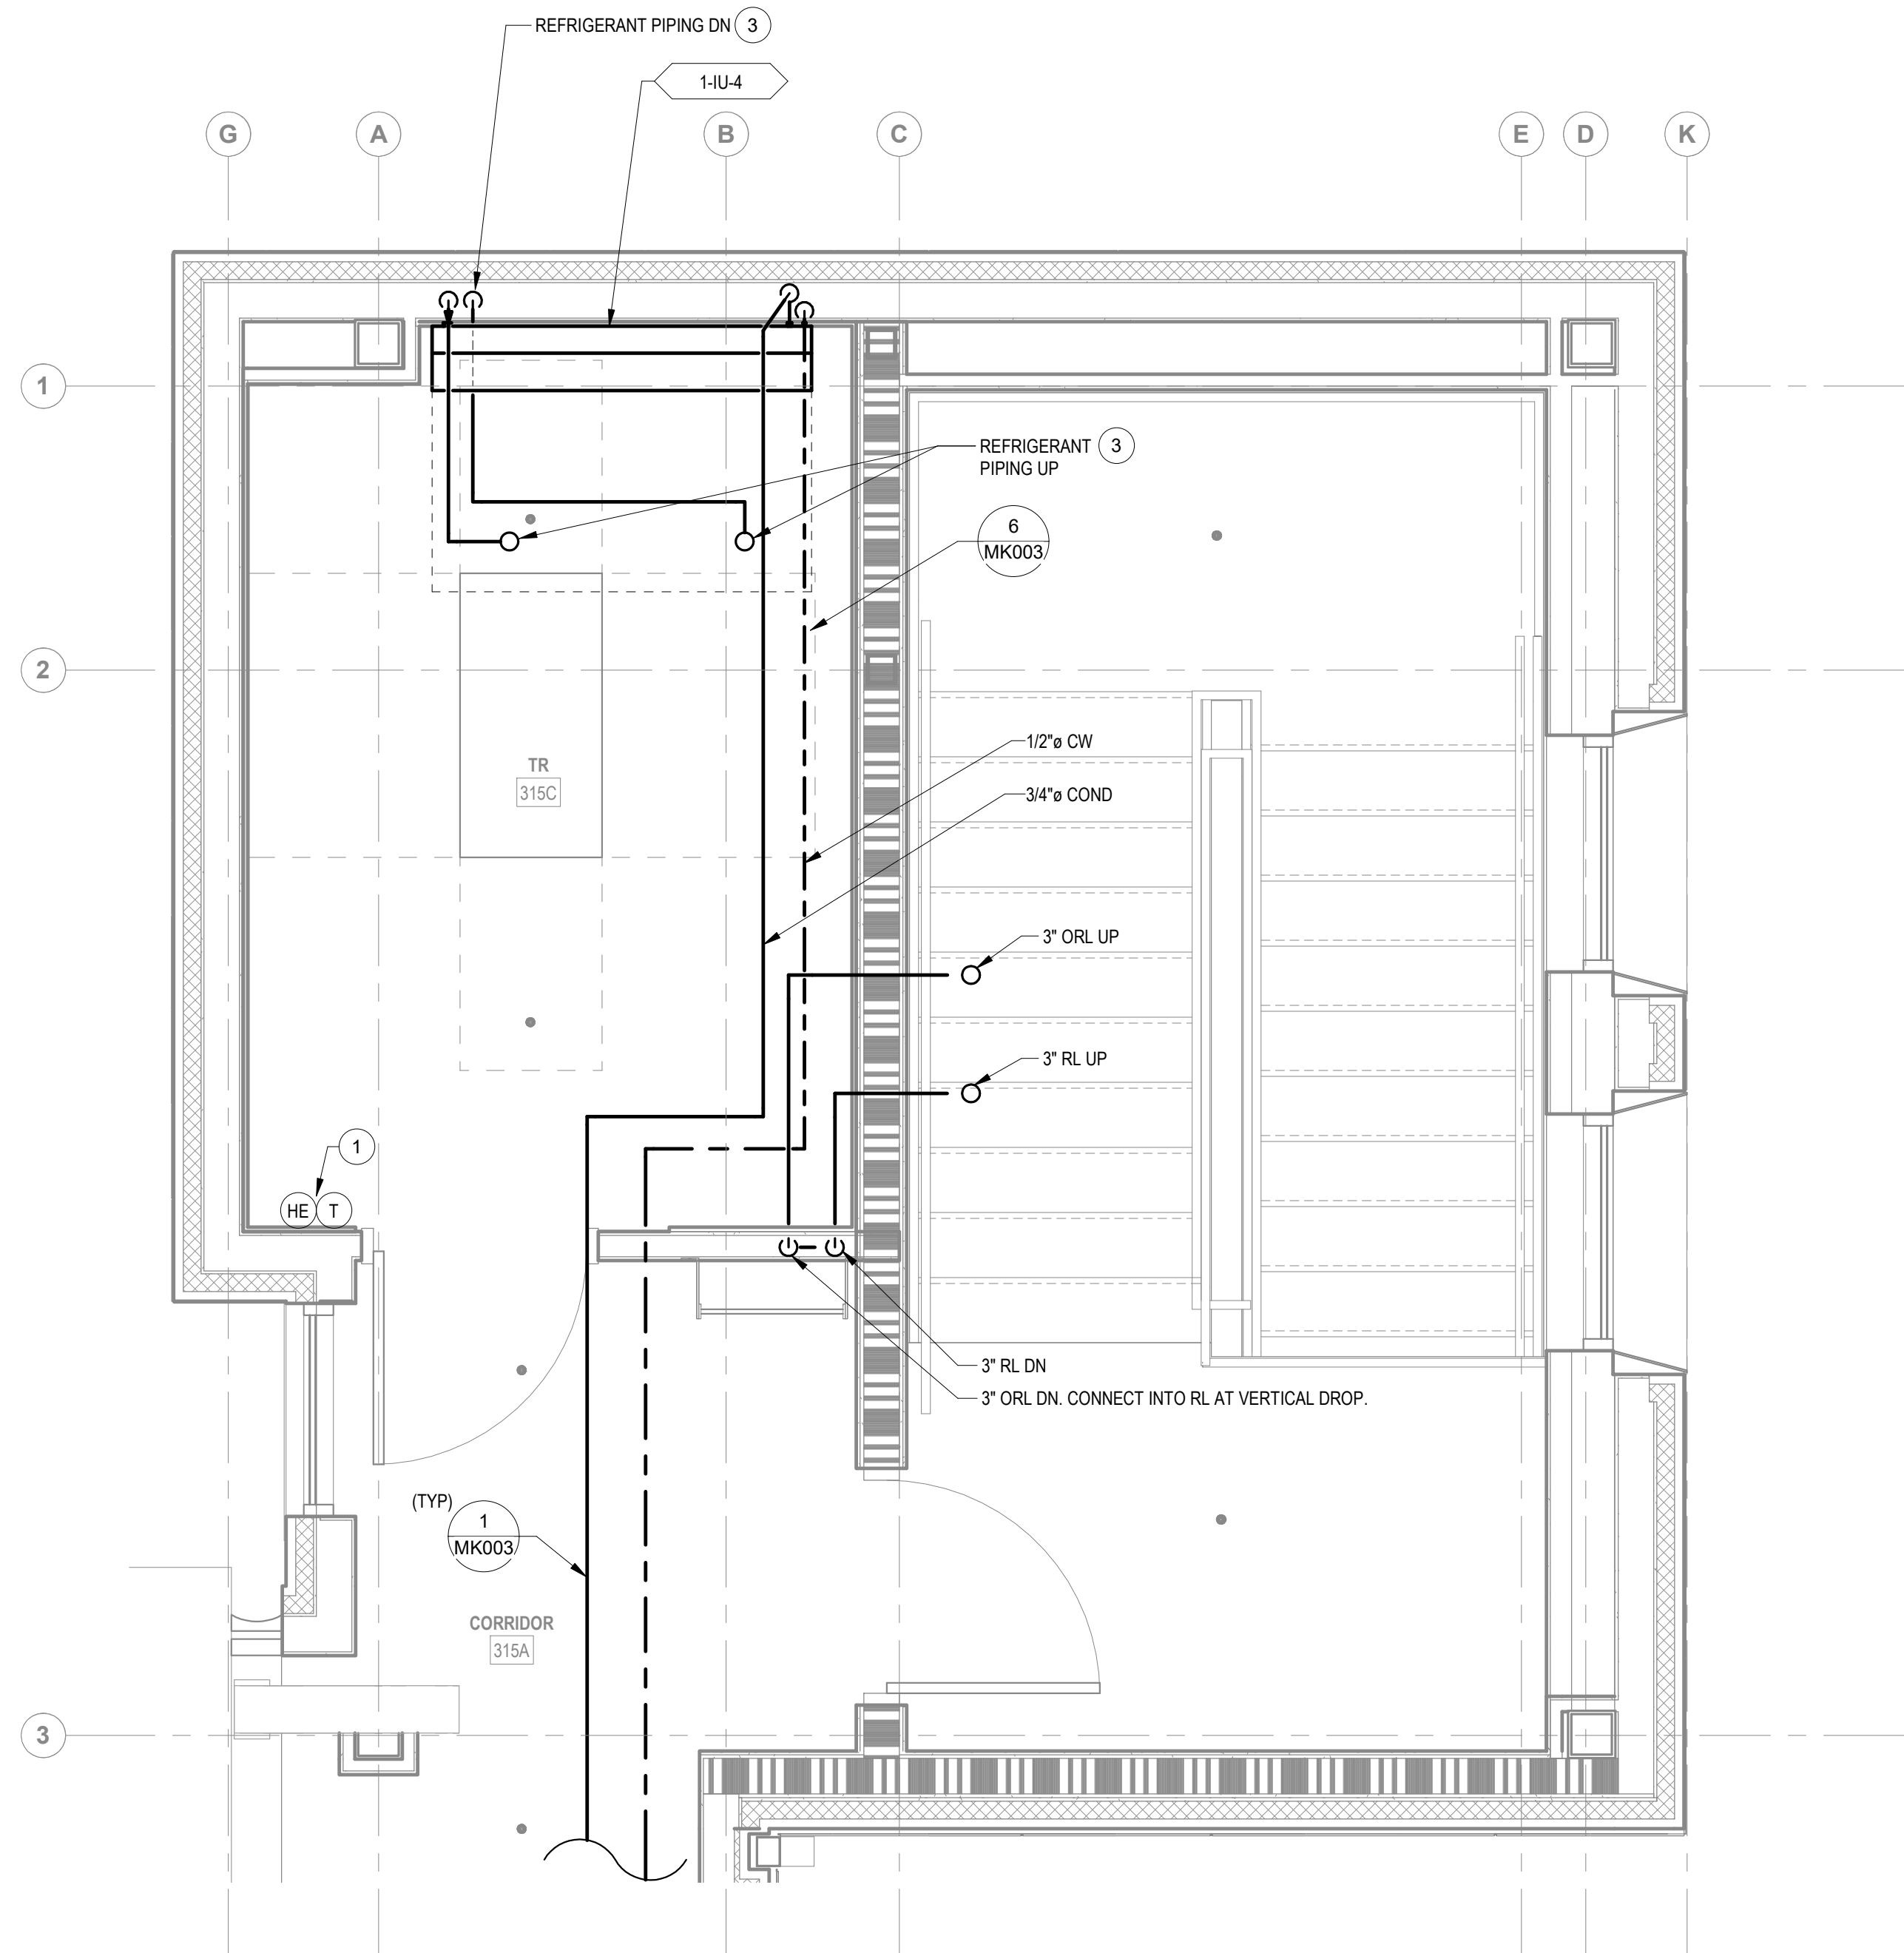 REFRIGERANT PIPING DN 3
1-IU-4
G A B C E D K
1
REFRIGERANT 3
PIPING UP
6
MK003
2
1/2"ø CW
TR
315C
3/4"ø COND
3" ORL UP
3" RL UP
1
HE T
3" RL DN
3" ORL DN. CONNECT INTO RL AT VERTICAL DROP.
(TYP)
1
MK003
CORRIDOR
315A
3